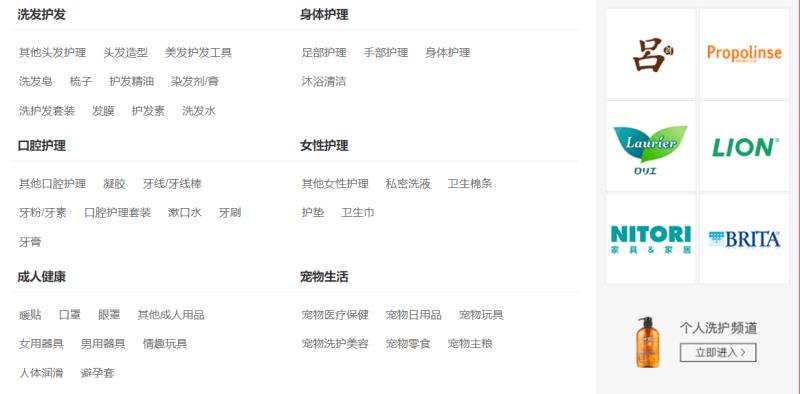 洗发护发
其他头发护理 头发造型 美发护发工具
洗发皂 梳子 护发精油 染发剂/膏
洗护发套装 发膜 护发素 洗发水
身体护理
足部护理 手部护理 身体护理
沐浴清洁
口腔护理
其他口腔护理 凝胶 牙线/牙线棒
牙粉/牙素 口腔护理套装 漱口水 牙刷
牙膏
女性护理
其他女性护理 私密洗液 卫生棉条
护垫 卫生巾
成人健康
暖贴 口罩 眼罩 其他成人用品
女用器具 男用器具 情趣玩具
人体润滑 避孕套
宠物生活
宠物医疗保健 宠物日用品 宠物玩具
宠物洗护美容 宠物零食 宠物主粮
呂
Propolinse
Laurier
ロリエ
LION
NITORI
家具&家居
BRITA
个人洗护频道
立即进入 >